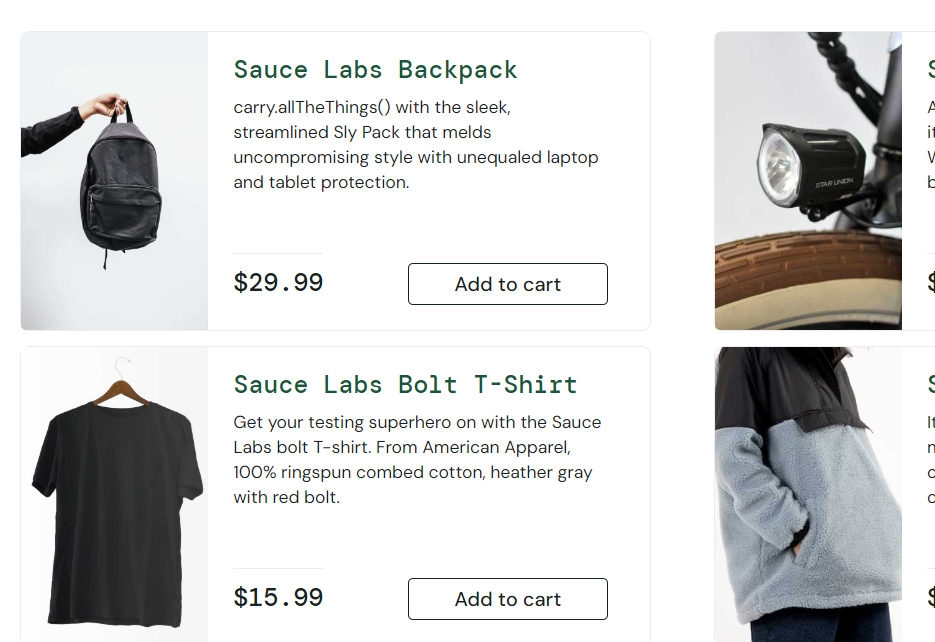 Sauce Labs Backpack
carry.allTheThings() with the sleek,
streamlined Sly Pack that melds
uncompromising style with unequaled laptop
and tablet protection.
$29.99
Add to cart
STAR UNION
Sauce Labs Bolt T-Shirt
Get your testing superhero on with the Sauce
Labs bolt T-shirt. From American Apparel,
100% ringspun combed cotton, heather gray
with red bolt.
$15.99
Add to cart